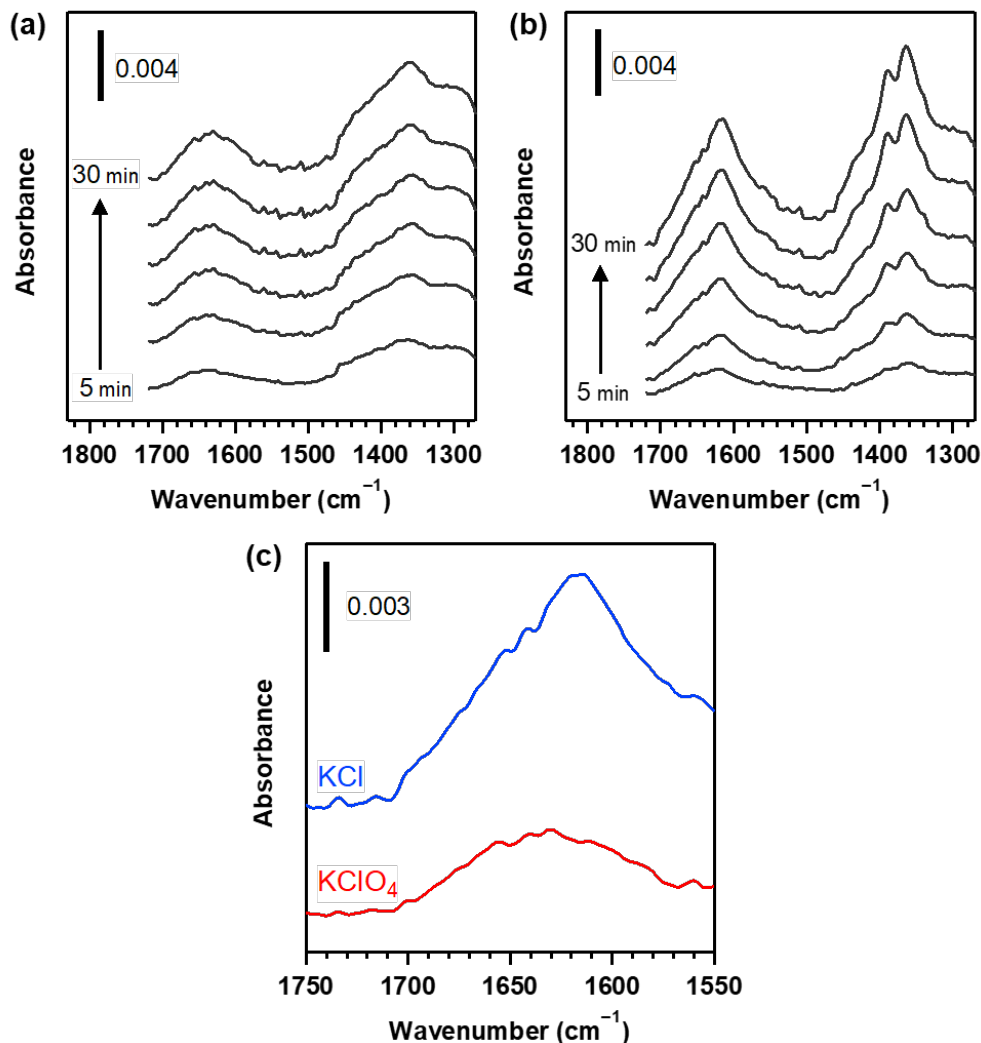 (a)
0.004
30 min
5 min
Absorbance
1800 1700 1600 1500 1400 1300
Wavenumber (cm⁻¹)
(b)
0.004
30 min
5 min
Absorbance
1800 1700 1600 1500 1400 1300
Wavenumber (cm⁻¹)
(c)
0.003
KCl
KClO₄
Absorbance
1750 1700 1650 1600 1550
Wavenumber (cm⁻¹)